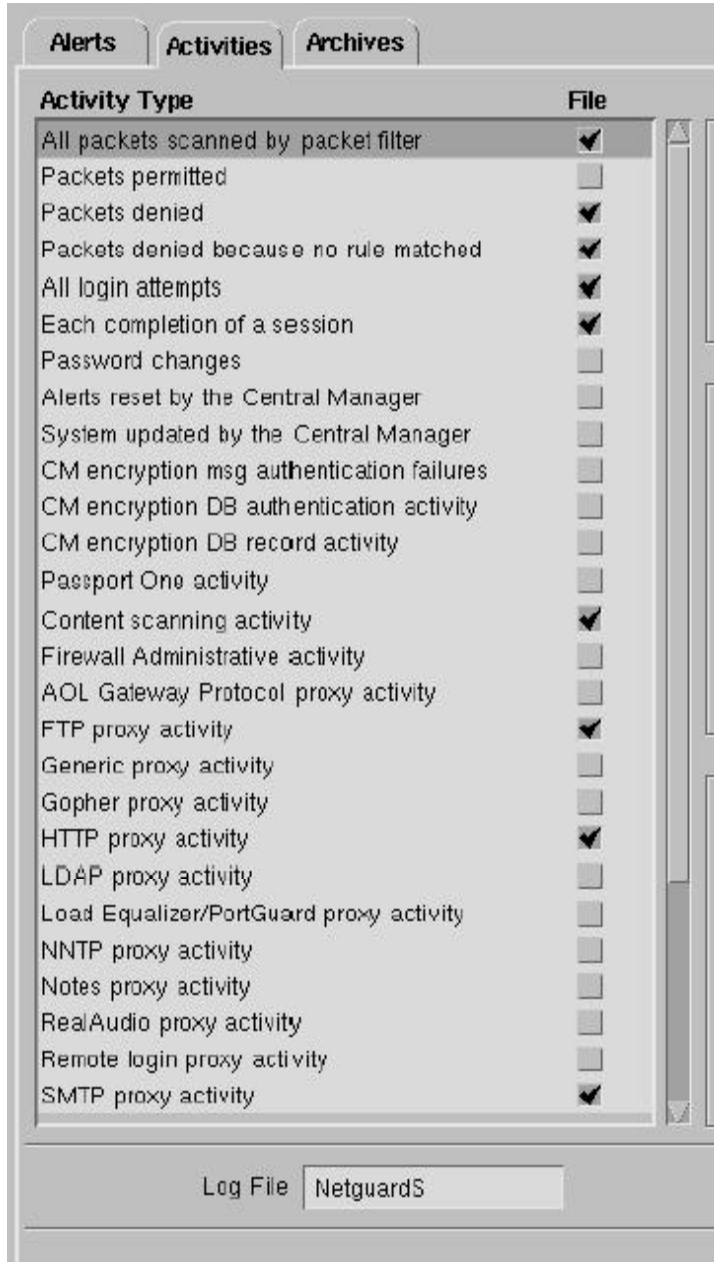 Alerts Activities Archives
Activity Type File
All packets scanned by packet filter
Packets permitted
Packets denied
Packets denied because no rule matched
All login attempts
Each completion of a session
Password changes
Alerts reset by the Central Manager
System updated by the Central Manager
CM encryption msg authentication failures
CM encryption DB authentication activity
CM encryption DB record activity
Passport One activity
Content scanning activity
Firewall Administrative activity
AOL Gateway Protocol proxy activity
FTP proxy activity
Generic proxy activity
Gopher proxy activity
HTTP proxy activity
LDAP proxy activity
Load Equalizer/PortGuard proxy activity
NNTP proxy activity
Notes proxy activity
RealAudio proxy activity
Remote login proxy activity
SMTP proxy activity
Log File NetguardS